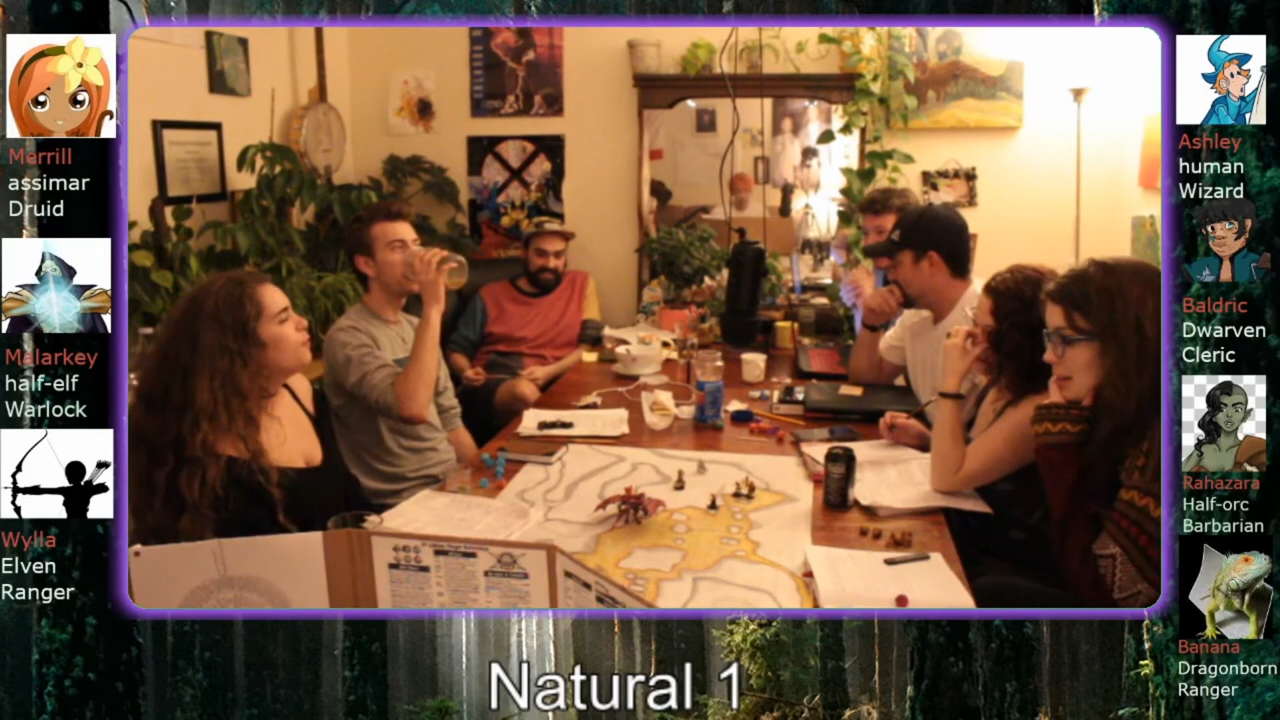 Merrill
assimar
Druid
Malarkey
half-elf
Warlock
Wylla
Elven
Ranger
Ashley
human
Wizard
Baldric
Dwarven
Cleric
Rahazara
Half-orc
Barbarian
Banana
Dragonborn
Ranger
Natural 1